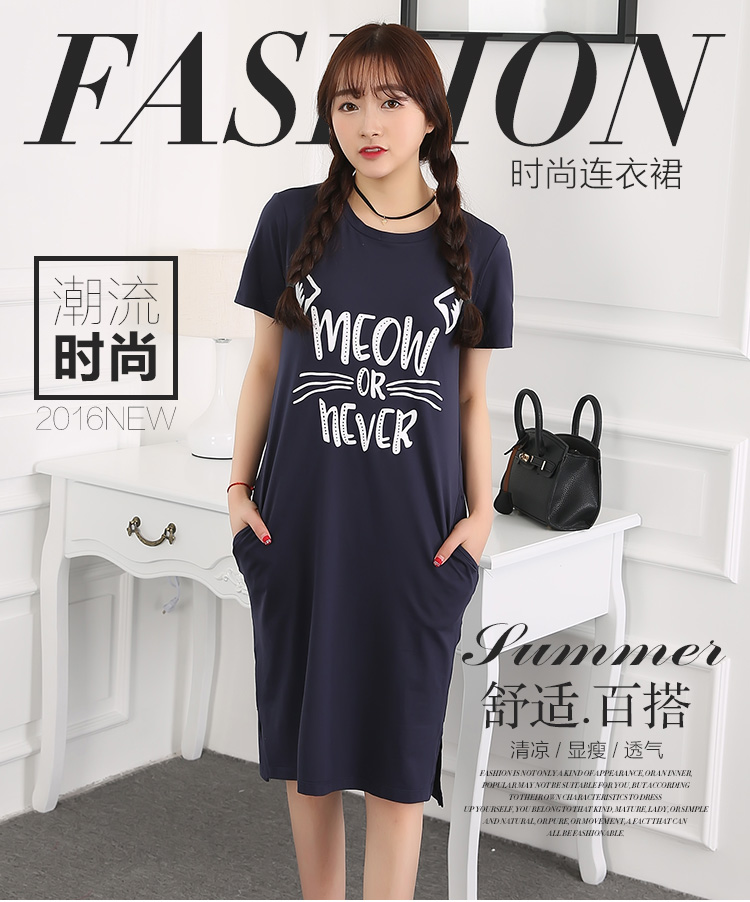 FASHION
时尚连衣裙
潮流
时尚
2016NEW
MEOW
OR
NEVER
Summer
舒适.百搭
清凉 / 显瘦 / 透气
FASHION IS NOT ONLY A KIND OF APPEARANCE, OR AN INNER,
POPULAR MAY NOT BE SUITABLE FOR YOU, BUT ACCORDING
TO THEIR OWN CHARACTERISTICS TO DRESS
UP YOURSELF, YOU BELONG TO THAT KIND, MATURE, LADY, OR SIMPLE
AND NATURAL, OR PURE, OR MOVEMENT, A FACT THAT CAN
ALL BE FASHIONABLE.